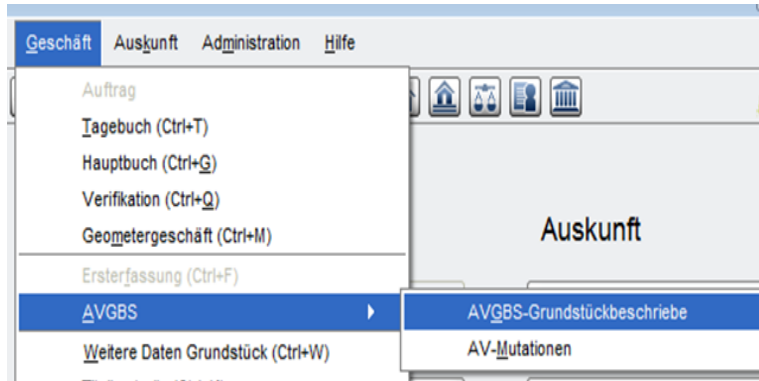 Geschäft Auskunft Administration Hilfe
Auftrag
Tagebuch (Ctrl+T)
Hauptbuch (Ctrl+G)
Verifikation (Ctrl+Q)
Geometergeschäft (Ctrl+M)
Auskunft
Ersterfassung (Ctrl+F)
AVGBS AVGBS-Grundstückbeschriebe
Weitere Daten Grundstück (Ctrl+W) AV-Mutationen